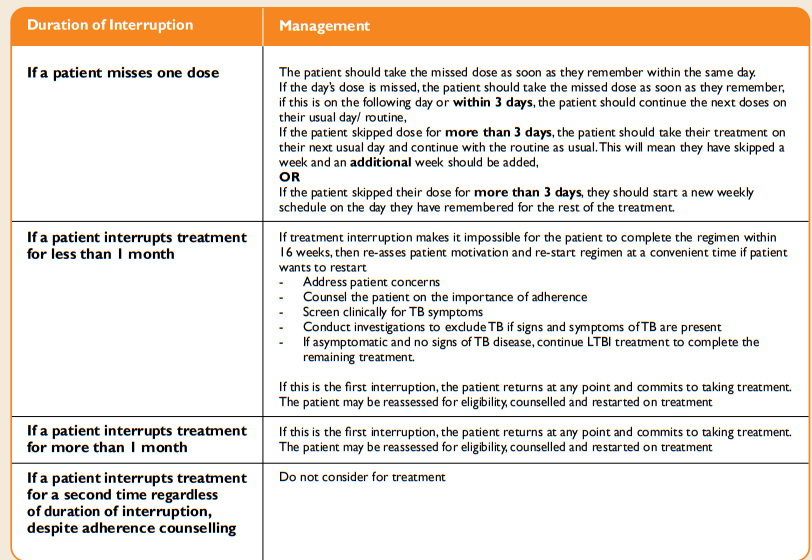 Duration of Interruption
Management
If a patient misses one dose
The patient should take the missed dose as soon as they remember within the same day.
If the day's dose is missed, the patient should take the missed dose as soon as they remember,
if this is on the following day or within 3 days, the patient should continue the next doses on
their usual day/ routine,
If the patient skipped dose for more than 3 days, the patient should take their treatment on
their next usual day and continue with the routine as usual. This will mean they have skipped a
week and an additional week should be added,
OR
If the patient skipped their dose for more than 3 days, they should start a new weekly
schedule on the day they have remembered for the rest of the treatment.
If a patient interrupts treatment
for less than 1 month
If treatment interruption makes it impossible for the patient to complete the regimen within
16 weeks, then re-asses patient motivation and re-start regimen at a convenient time if patient
wants to restart
- Address patient concerns
- Counsel the patient on the importance of adherence
- Screen clinically for TB symptoms
- Conduct investigations to exclude TB if signs and symptoms of TB are present
- If asymptomatic and no signs of TB disease, continue LTBI treatment to complete the
remaining treatment.
If this is the first interruption, the patient returns at any point and commits to taking treatment.
The patient may be reassessed for eligibility, counselled and restarted on treatment
If a patient interrupts treatment
for more than 1 month
If this is the first interruption, the patient returns at any point and commits to taking treatment.
The patient may be reassessed for eligibility, counselled and restarted on treatment
If a patient interrupts treatment
for a second time regardless
of duration of interruption,
despite adherence counselling
Do not consider for treatment